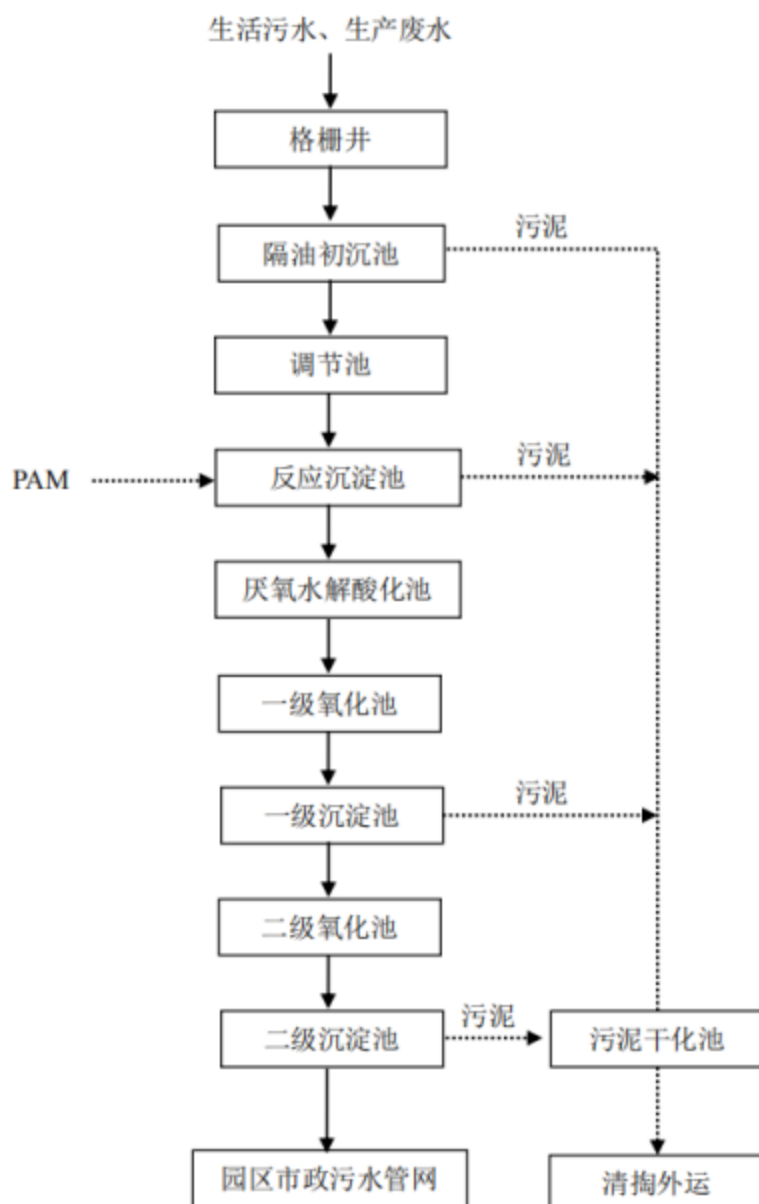 生活污水、生产废水
格栅井
污泥
隔油初沉池
调节池
污泥
PAM
反应沉淀池
厌氧水解酸化池
一级氧化池
污泥
一级沉淀池
二级氧化池
污泥
二级沉淀池
污泥干化池
园区市政污水管网
清掏外运